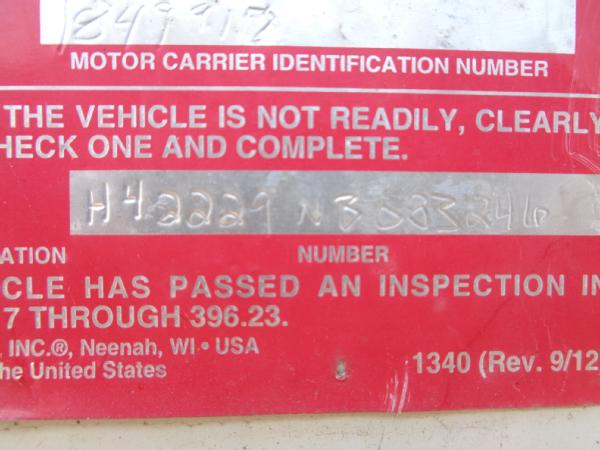 MOTOR CARRIER IDENTIFICATION NUMBER
THE VEHICLE IS NOT READILY, CLEARLY
HECK ONE AND COMPLETE.
H42229
ATION NUMBER
CLE HAS PASSED AN INSPECTION IN
7 THROUGH 396.23.
, INC.®, Neenah, WI • USA
he United States 1340 (Rev. 9/12)